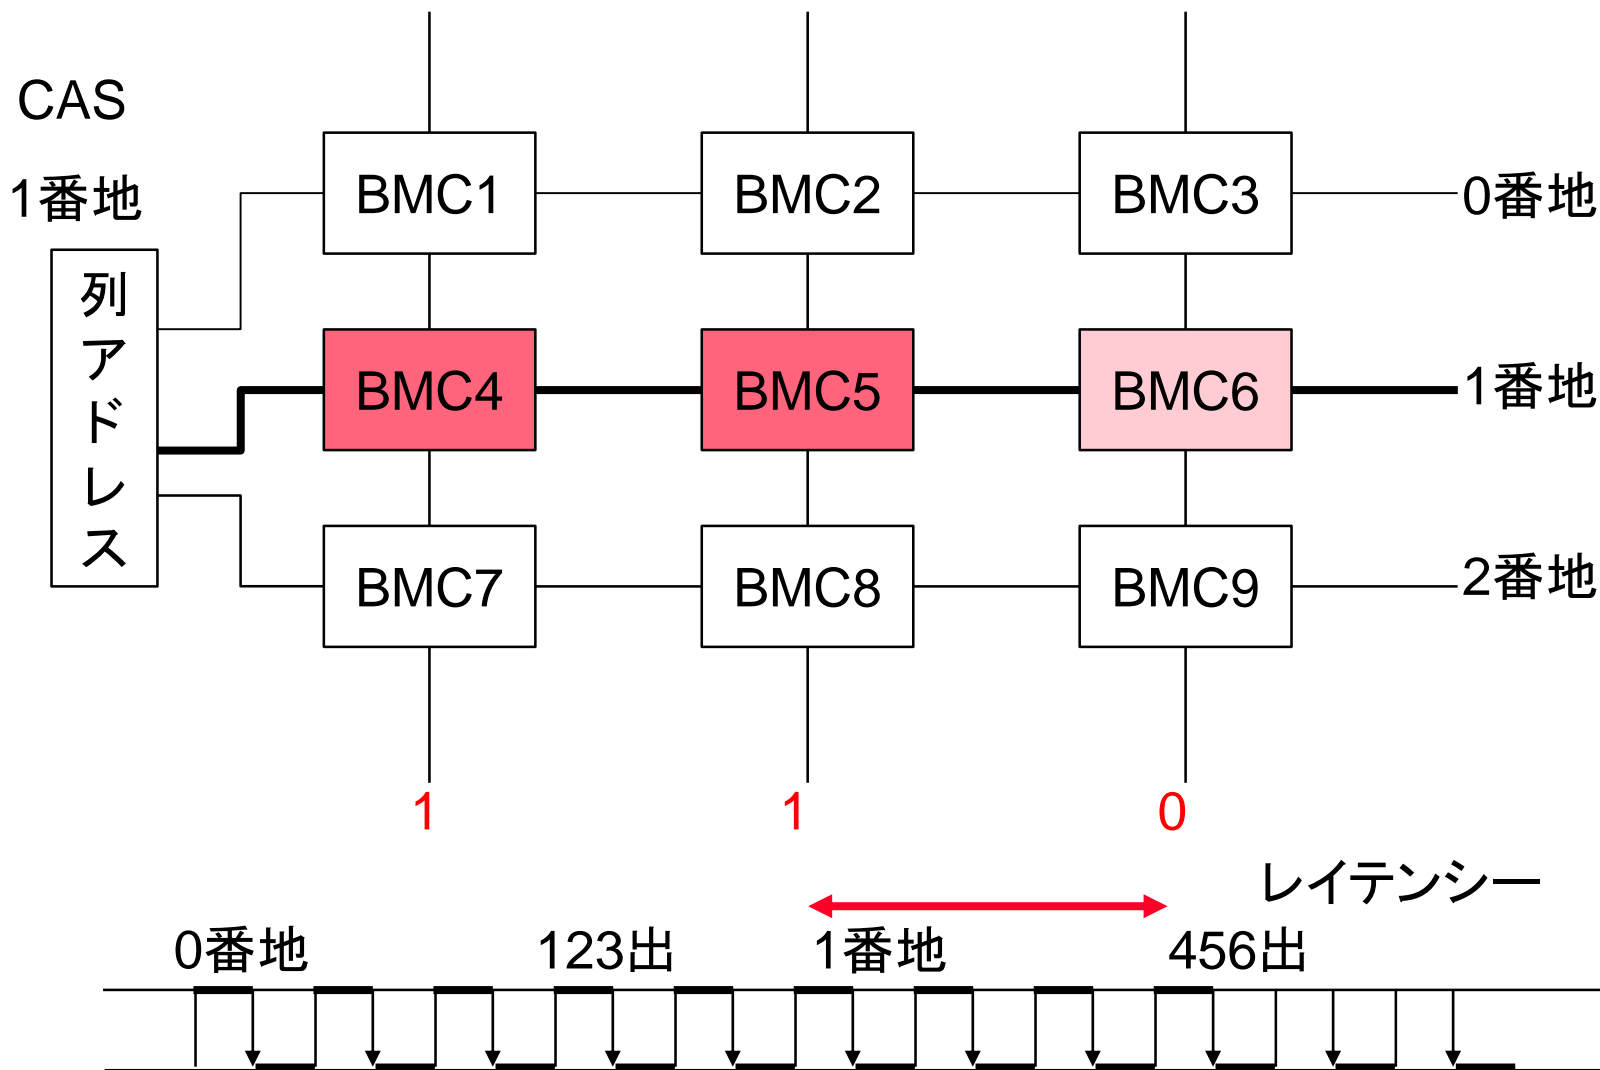 CAS
1番地
列アドレス
BMC1
BMC2
BMC3
0番地
BMC4
BMC5
BMC6
1番地
BMC7
BMC8
BMC9
2番地
1
1
0
レイテンシー
0番地
123出
1番地
456出